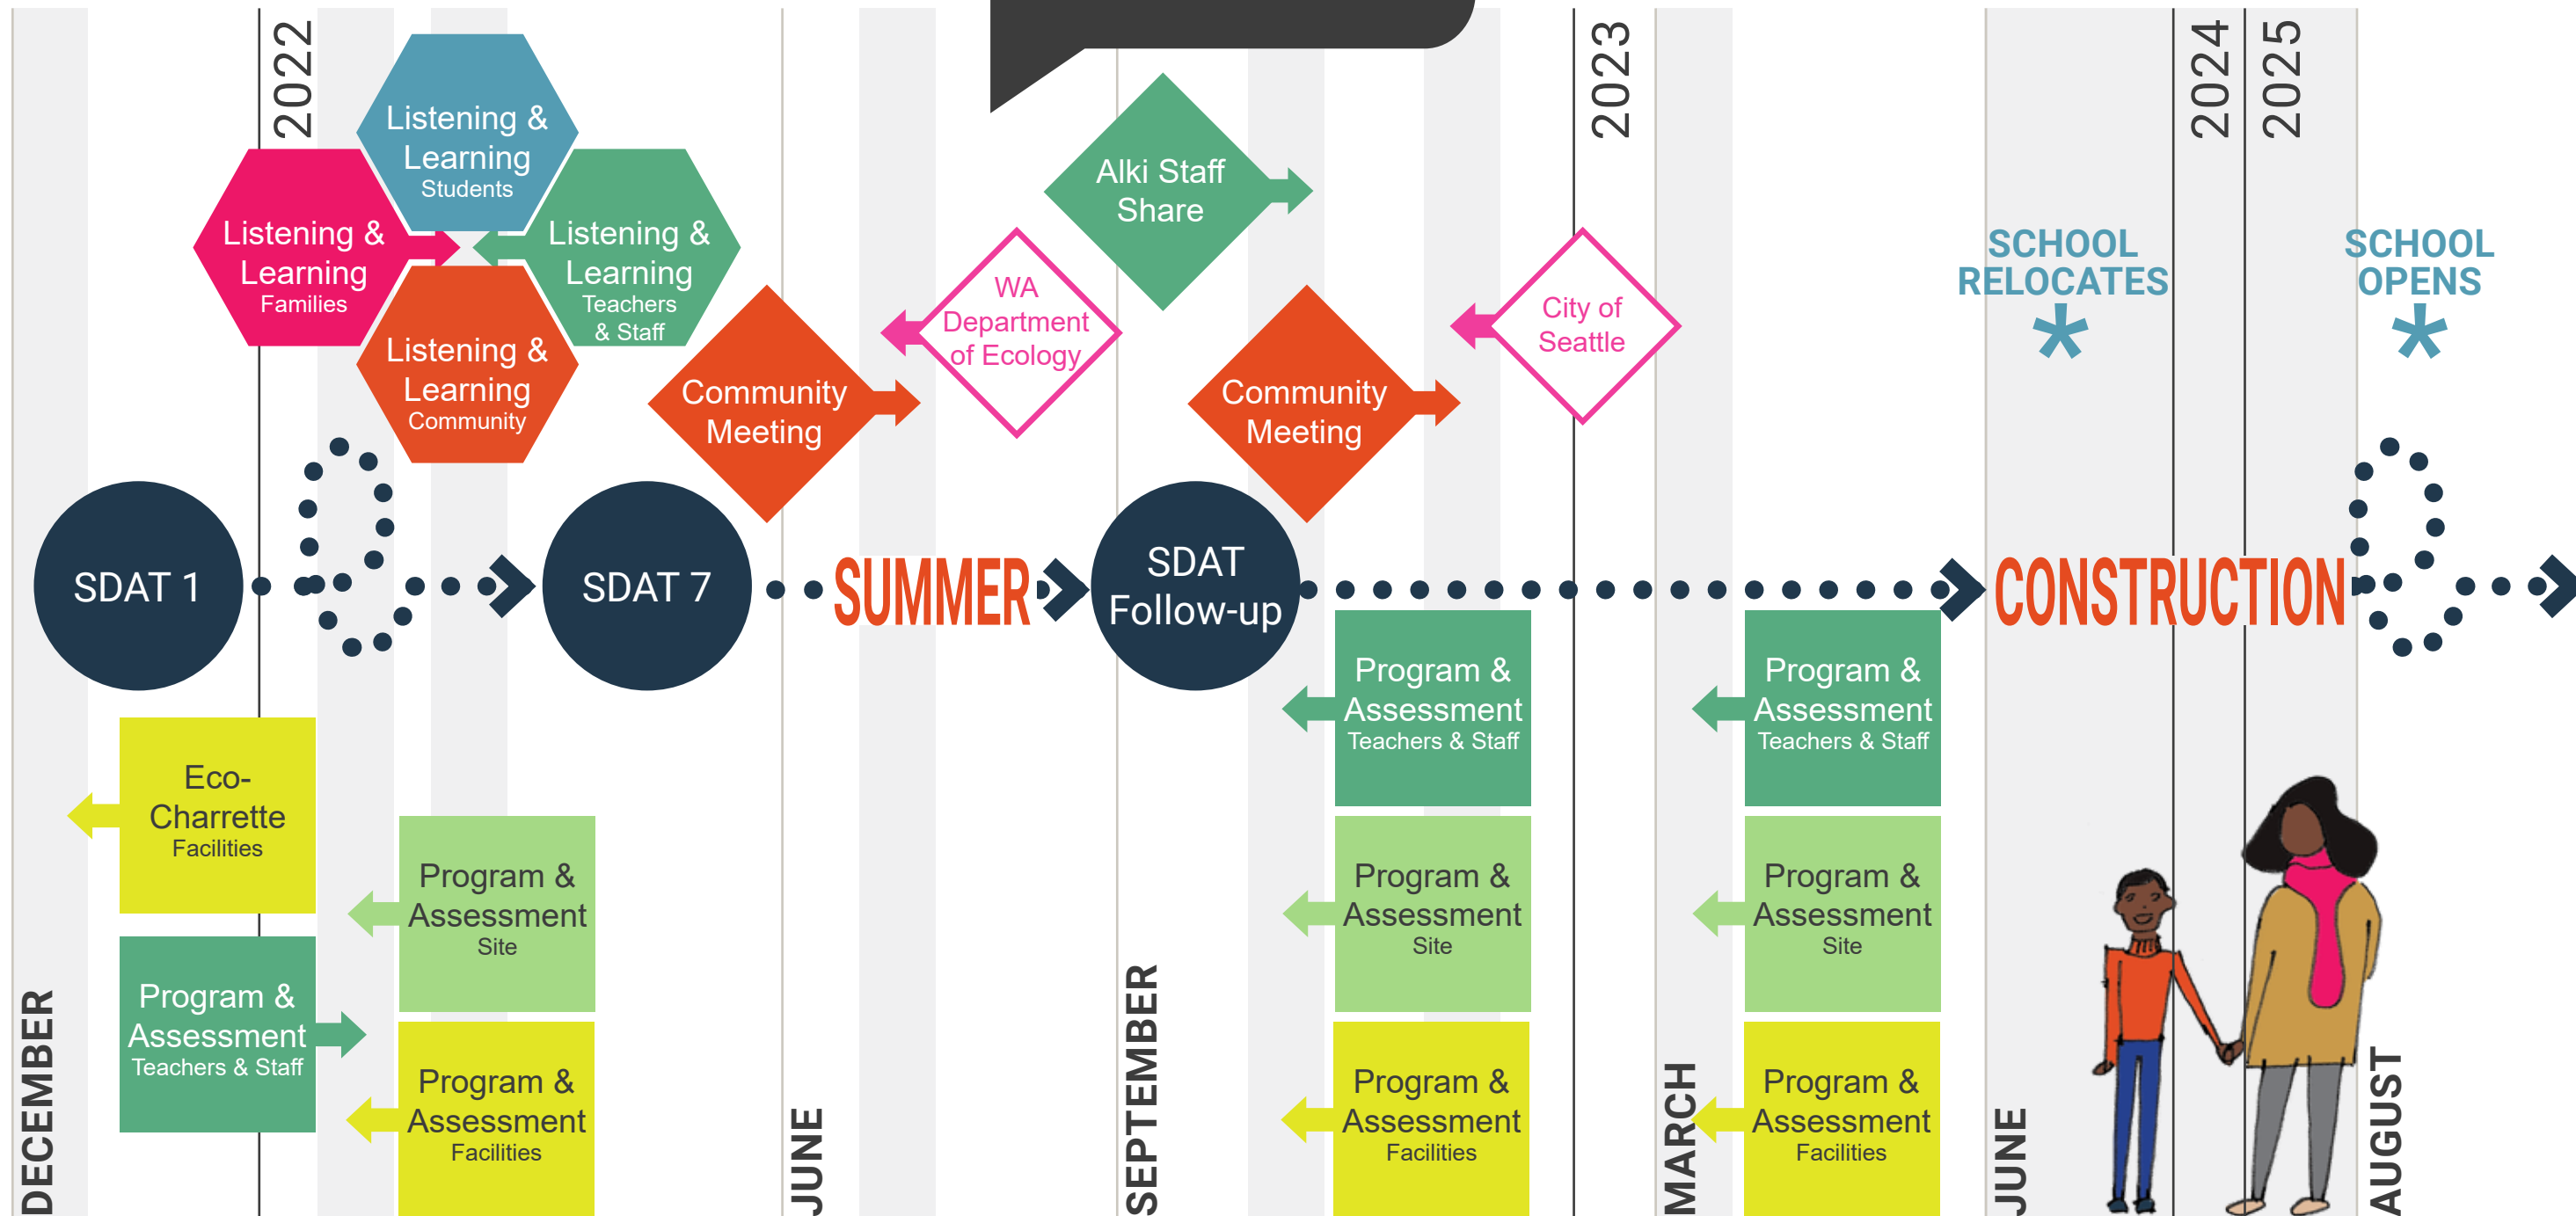 2022
2023
2024
2025
Listening &
Learning
Students
Listening &
Learning
Families
Listening &
Learning
Teachers
& Staff
Listening &
Learning
Community
Community
Meeting
WA
Department
of Ecology
Alki Staff
Share
Community
Meeting
City of
Seattle
SCHOOL
RELOCATES
*
SCHOOL
OPENS
*
SDAT 1
SDAT 7
SUMMER
SDAT
Follow-up
CONSTRUCTION
Eco-
Charrette
Facilities
Program &
Assessment
Teachers & Staff
Program &
Assessment
Site
Program &
Assessment
Facilities
Program &
Assessment
Teachers & Staff
Program &
Assessment
Site
Program &
Assessment
Facilities
Program &
Assessment
Teachers & Staff
Program &
Assessment
Site
Program &
Assessment
Facilities
DECEMBER
JUNE
SEPTEMBER
MARCH
JUNE
AUGUST